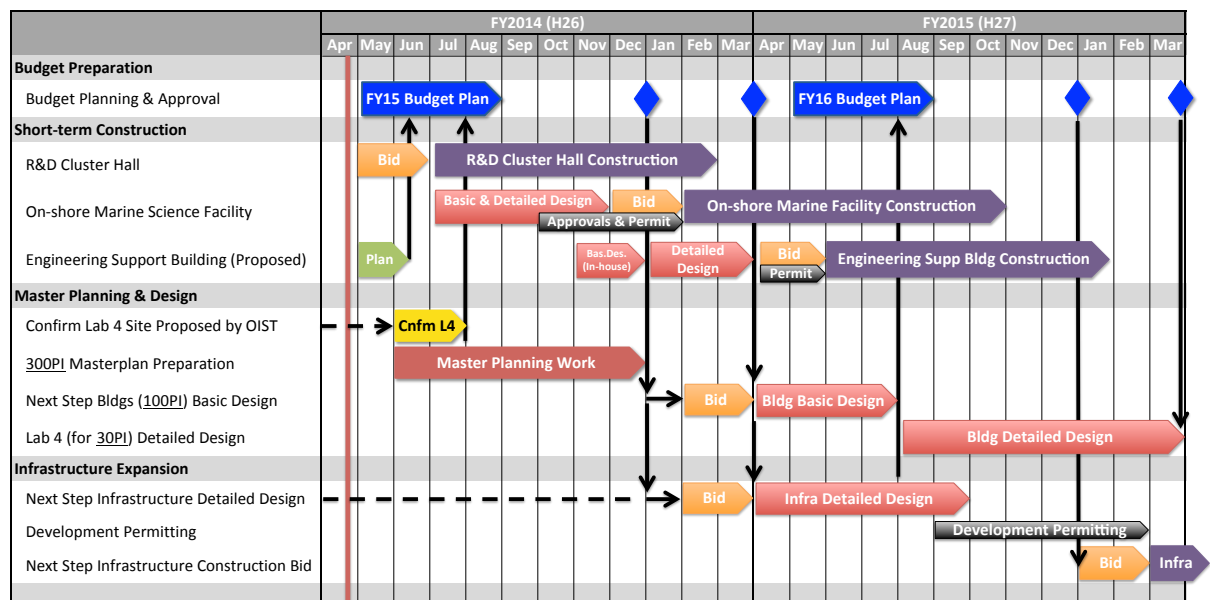 FY2014 (H26) FY2015 (H27)
Apr May Jun Jul Aug Sep Oct Nov Dec Jan Feb Mar Apr May Jun Jul Aug Sep Oct Nov Dec Jan Feb Mar
Budget Preparation
Budget Planning & Approval FY15 Budget Plan FY16 Budget Plan
Short-term Construction
R&D Cluster Hall Bid R&D Cluster Hall Construction
On-shore Marine Science Facility Basic & Detailed Design Bid On-shore Marine Facility Construction
Approvals & Permit
Engineering Support Building (Proposed) Plan Bas.Des. (In-house) Detailed Design Bid Engineering Supp Bldg Construction
Permit
Master Planning & Design
Confirm Lab 4 Site Proposed by OIST Cnfm L4
300PI Masterplan Preparation Master Planning Work
Next Step Bldgs (100PI) Basic Design Bid Bldg Basic Design
Lab 4 (for 30PI) Detailed Design Bldg Detailed Design
Infrastructure Expansion
Next Step Infrastructure Detailed Design Bid Infra Detailed Design
Development Permitting Development Permitting
Next Step Infrastructure Construction Bid Bid Infra